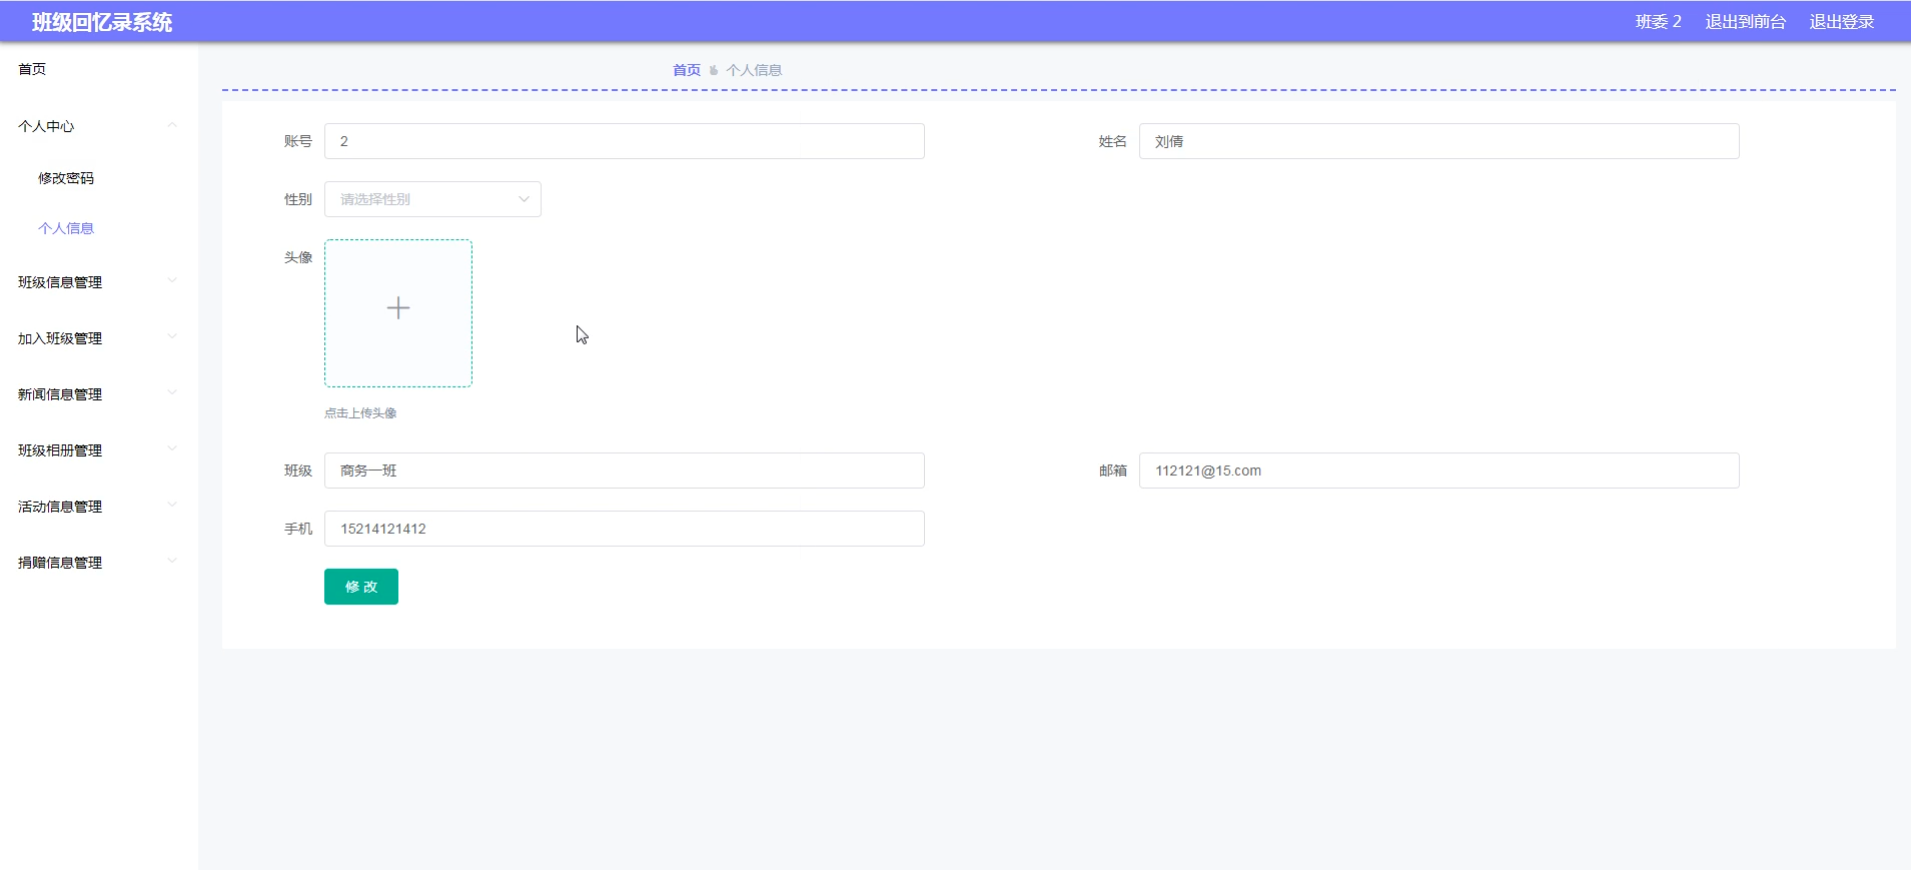 班级回忆录系统
班委 2 退出到前台 退出登录
首页
个人中心
修改密码
个人信息
班级信息管理
加入班级管理
新闻信息管理
班级相册管理
活动信息管理
捐赠信息管理
首页 个人信息
账号 2 姓名 刘倩
性别 请选择性别
头像
点击上传头像
班级 商务一班 邮箱 112121@15.com
手机 15214121412
修改